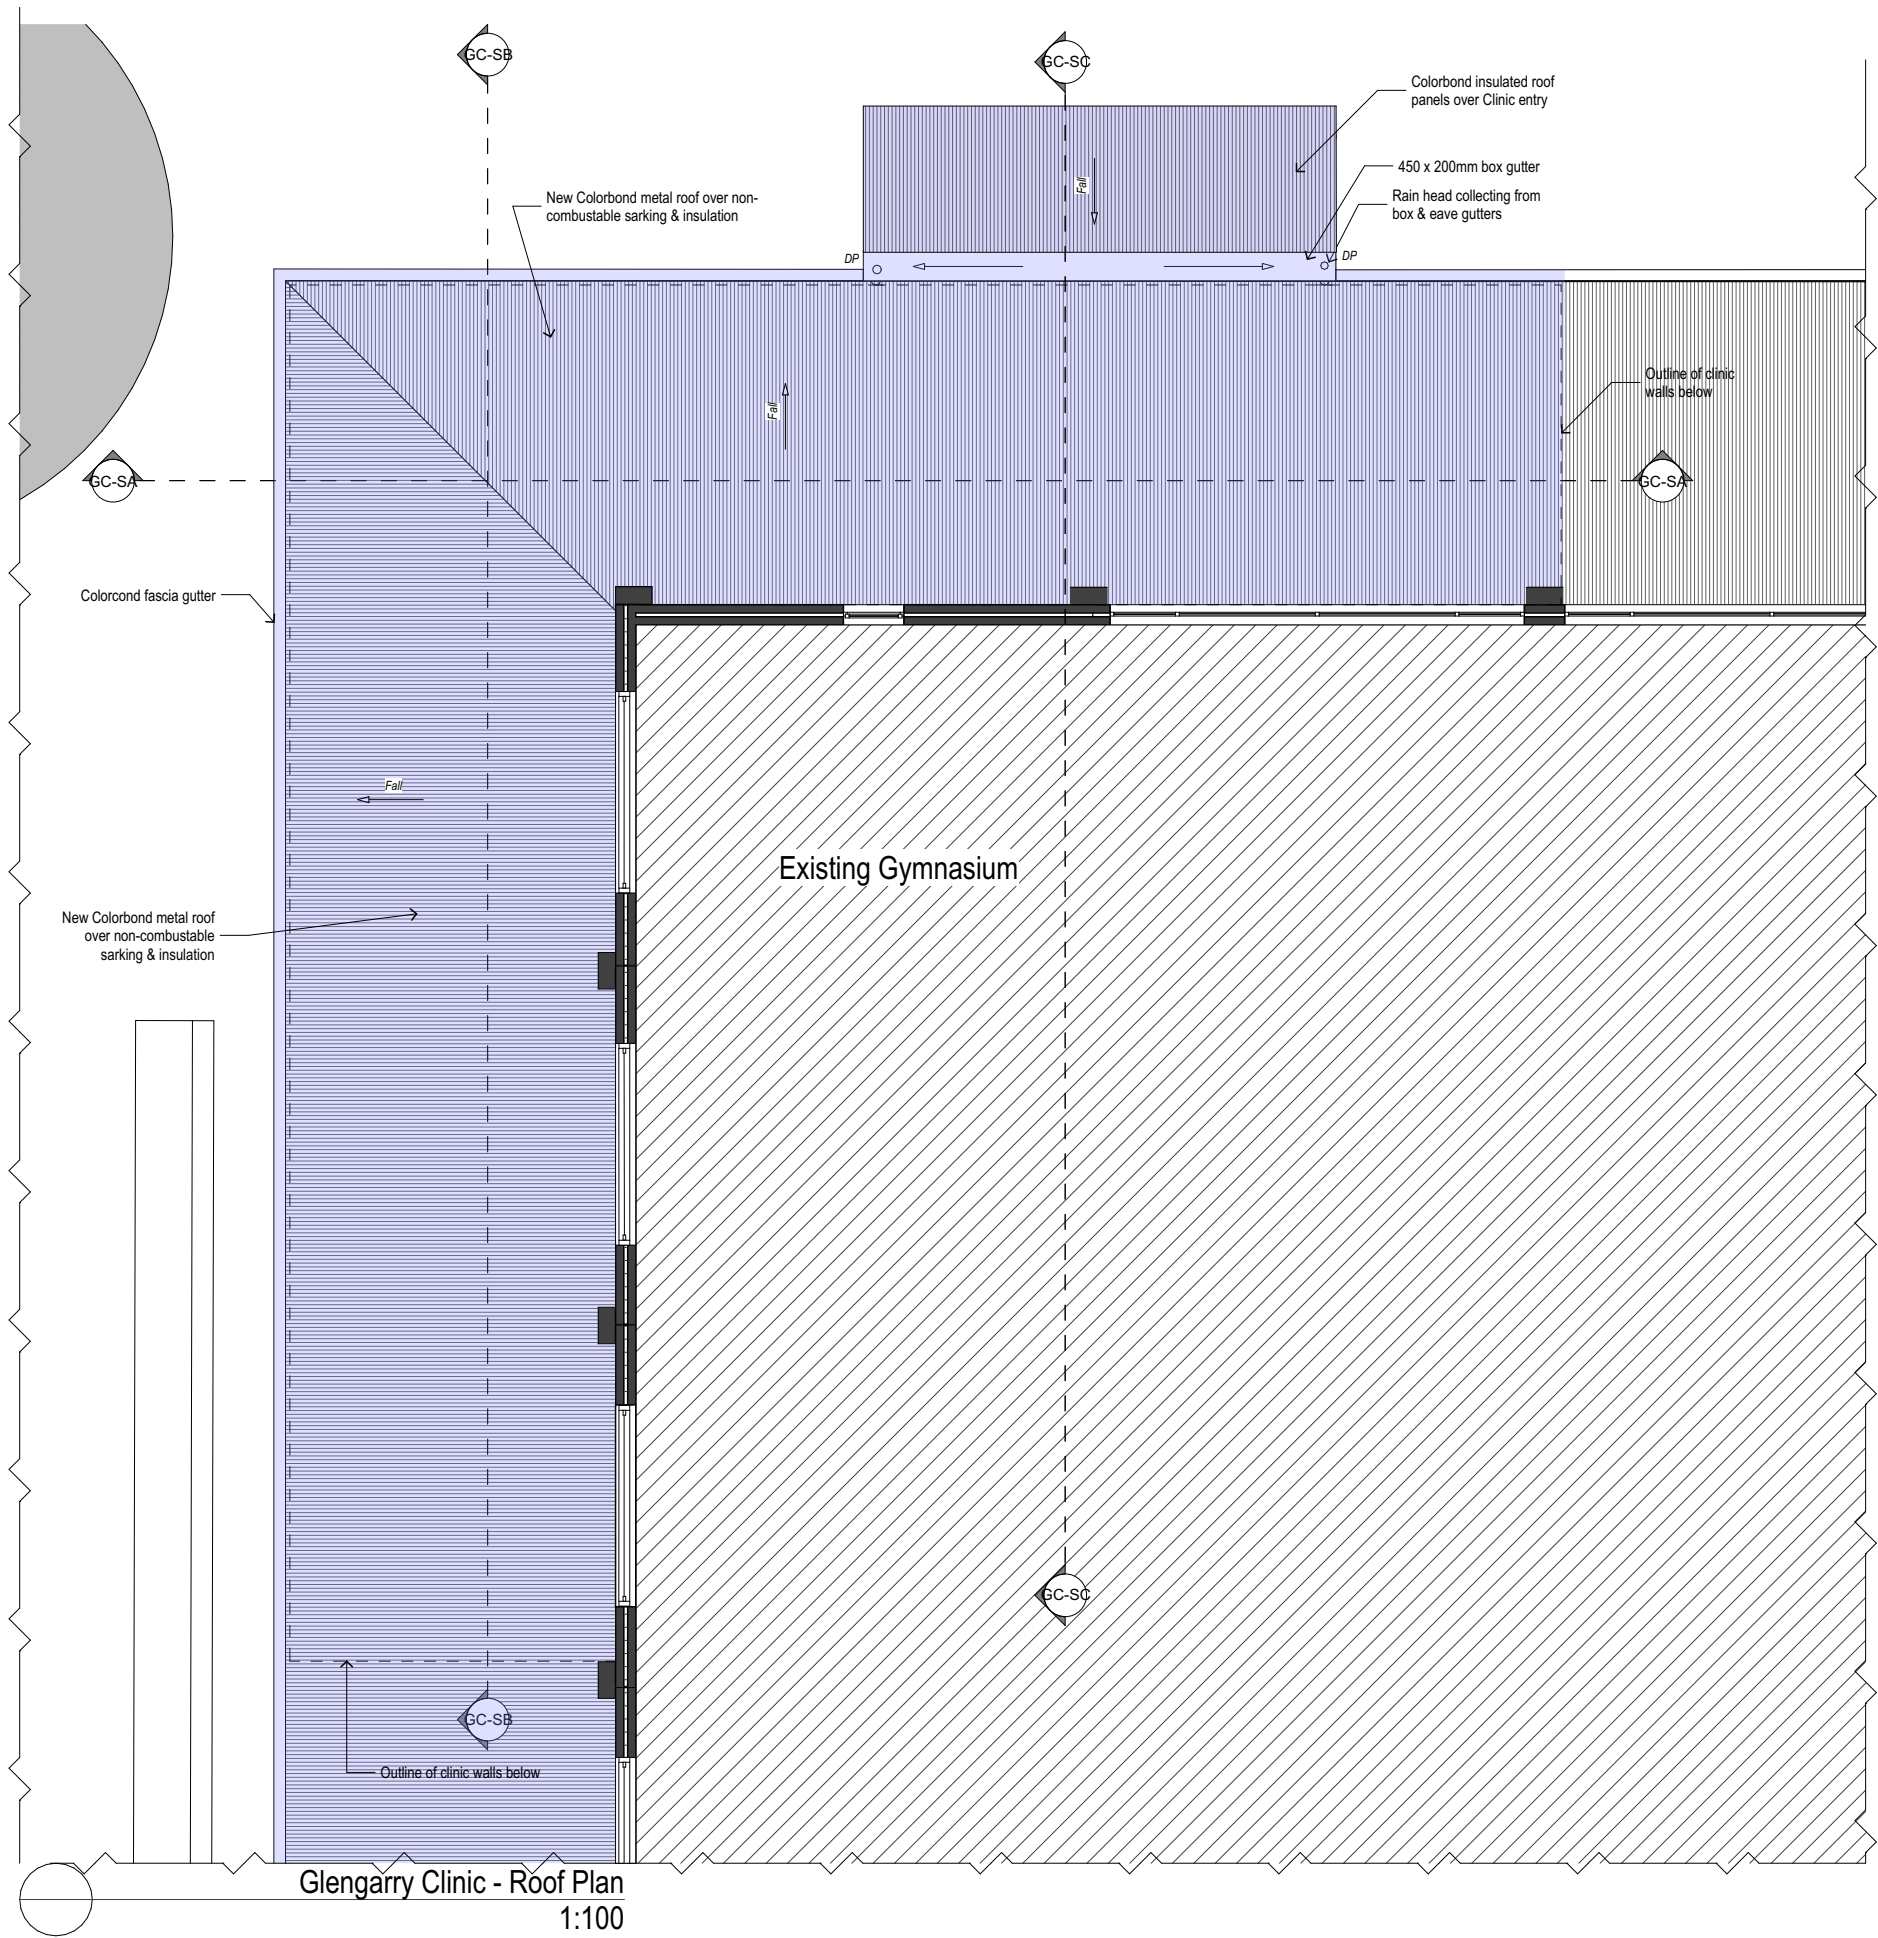 GC-SB
GC-SC
Colorbond insulated roof
panels over Clinic entry
450 x 200mm box gutter
Rain head collecting from
box & eave gutters
New Colorbond metal roof over non-
combustable sarking & insulation
Fall
DP
DP
Outline of clinic
walls below
Fall
GC-SA
GC-SA
Colorcond fascia gutter
Fall
Existing Gymnasium
New Colorbond metal roof
over non-combustable
sarking & insulation
GC-SC
GC-SB
Outline of clinic walls below
Glengarry Clinic - Roof Plan
1:100